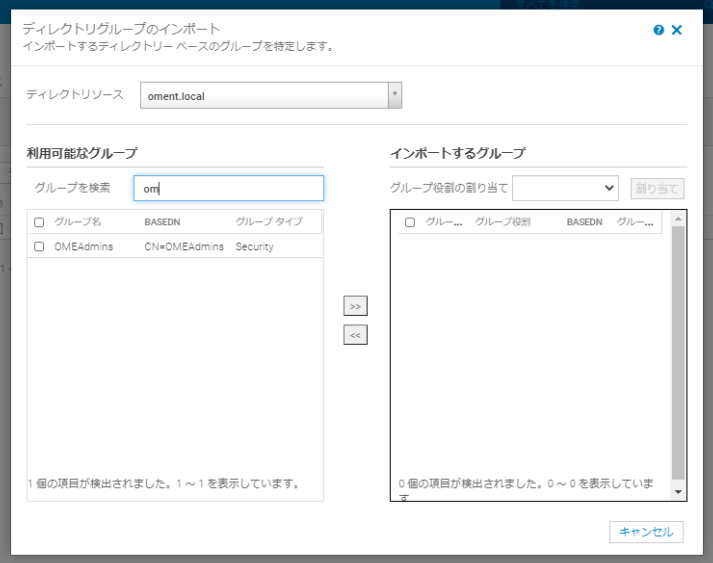 ディレクトリグループのインポート
インポートするディレクトリー ベースのグループを特定します。
ディレクトリソース oment.local
利用可能なグループ
グループを検索 om
グループ名 BASEDN グループ タイプ
OMEAdmins CN=OMEAdmins Security
1 個の項目が検出されました。1 ～ 1 を表示しています。
>>
<<
インポートするグループ
グループ役割の割り当て 割り当て
グルー... グループ役割 BASEDN グルー...
0 個の項目が検出されました。0 ～ 0 を表示していま
す
キャンセル